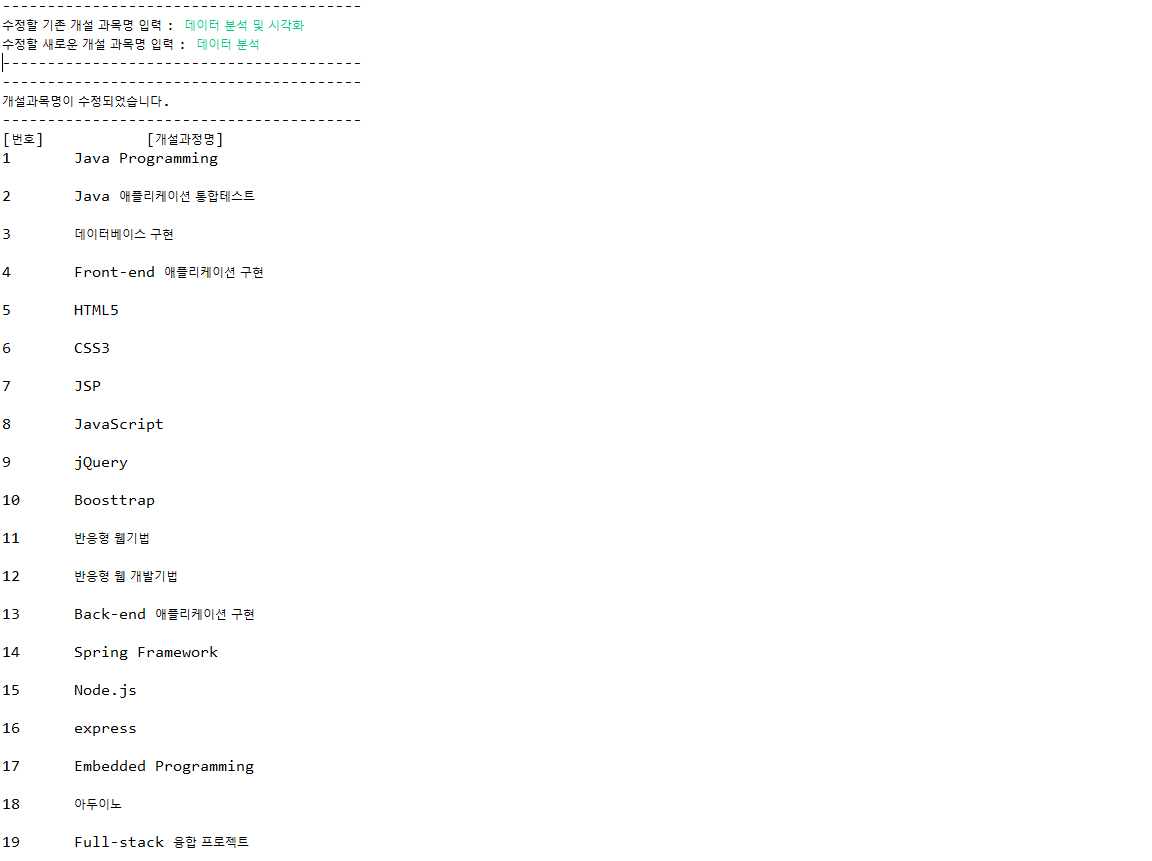 ----------------------------------------
수정할 기존 개설 과목명 입력 : 데이터 분석 및 시각화
수정할 새로운 개설 과목명 입력 : 데이터 분석
----------------------------------------
----------------------------------------
개설과목명이 수정되었습니다.
----------------------------------------
[번호] [개설과정명]
1 Java Programming
2 Java 애플리케이션 통합테스트
3 데이터베이스 구현
4 Front-end 애플리케이션 구현
5 HTML5
6 CSS3
7 JSP
8 JavaScript
9 jQuery
10 Boosttrap
11 반응형 웹기법
12 반응형 웹 개발기법
13 Back-end 애플리케이션 구현
14 Spring Framework
15 Node.js
16 express
17 Embedded Programming
18 아두이노
19 Full-stack 융합 프로젝트